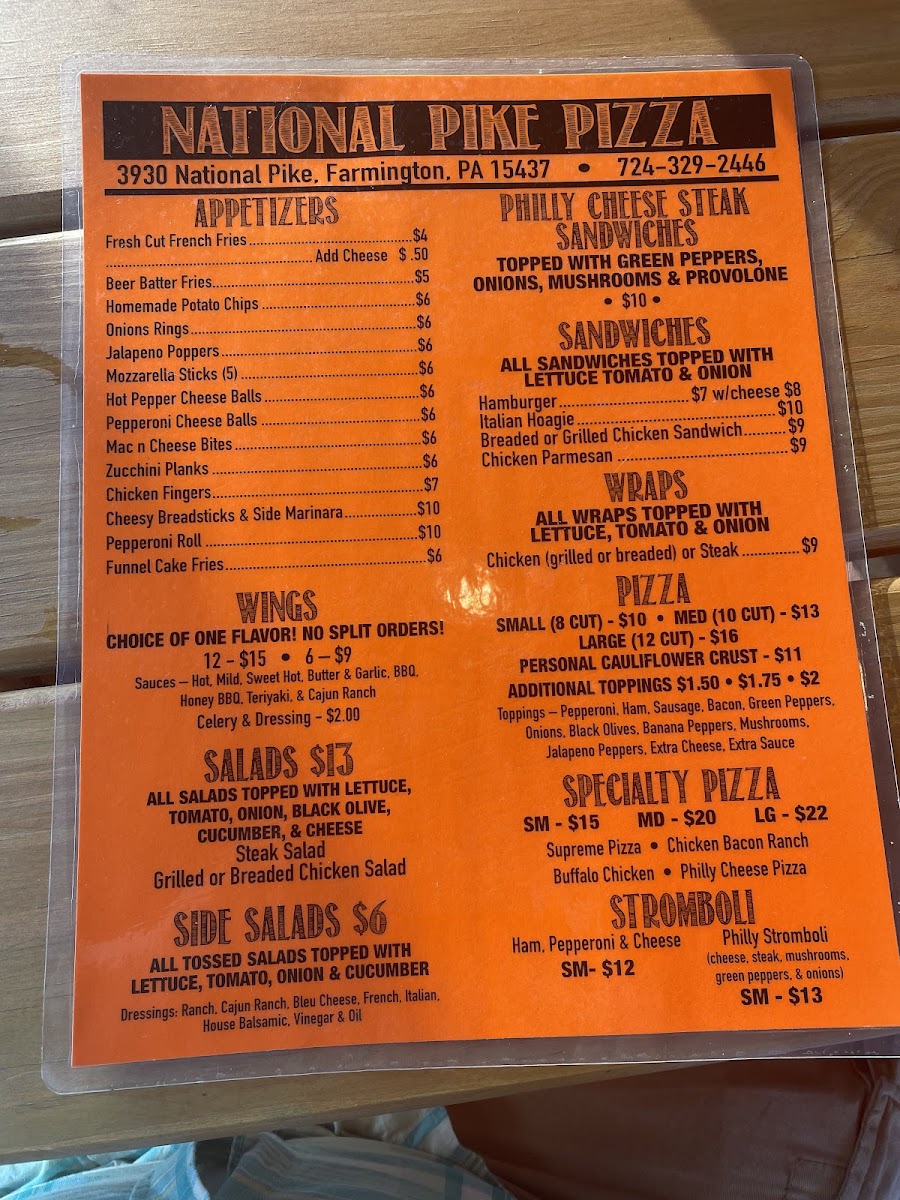 NATIONAL PIKE PIZZA
3930 National Pike. Farmington, PA 15437 • 724-329-2446
APPETIZERS
Fresh Cut French Fries $4
Add Cheese $ .50
Beer Batter Fries $5
Homemade Potato Chips $6
Onions Rings $6
Jalapeno Poppers $6
Mozzarella Sticks (5) $6
Hot Pepper Cheese Balls $6
Pepperoni Cheese Balls $6
Mac n Cheese Bites $6
Zucchini Planks $6
Chicken Fingers $7
Cheesy Breadsticks & Side Marinara $10
Pepperoni Roll $10
Funnel Cake Fries $6
WINGS
CHOICE OF ONE FLAVOR! NO SPLIT ORDERS!
12 – $15 • 6 – $9
Sauces – Hot, Mild, Sweet Hot, Butter & Garlic, BBQ,
Honey BBQ, Teriyaki, & Cajun Ranch
Celery & Dressing - $2.00
SALADS $13
ALL SALADS TOPPED WITH LETTUCE,
TOMATO, ONION, BLACK OLIVE,
CUCUMBER, & CHEESE
Steak Salad
Grilled or Breaded Chicken Salad
SIDE SALADS $6
ALL TOSSED SALADS TOPPED WITH
LETTUCE, TOMATO, ONION & CUCUMBER
Dressings: Ranch, Cajun Ranch, Bleu Cheese, French, Italian,
House Balsamic, Vinegar & Oil
PHILLY CHEESE STEAK
SANDWICHES
TOPPED WITH GREEN PEPPERS,
ONIONS, MUSHROOMS & PROVOLONE
• $10 •
SANDWICHES
ALL SANDWICHES TOPPED WITH
LETTUCE TOMATO & ONION
Hamburger $7 w/cheese $8
Italian Hoagie $10
Breaded or Grilled Chicken Sandwich $9
Chicken Parmesan $9
WRAPS
ALL WRAPS TOPPED WITH
LETTUCE, TOMATO & ONION
Chicken (grilled or breaded) or Steak $9
PIZZA
SMALL (8 CUT) - $10 • MED (10 CUT) - $13
LARGE (12 CUT) - $16
PERSONAL CAULIFLOWER CRUST - $11
ADDITIONAL TOPPINGS $1.50 • $1.75 • $2
Toppings – Pepperoni, Ham, Sausage, Bacon, Green Peppers,
Onions, Black Olives, Banana Peppers, Mushrooms,
Jalapeno Peppers, Extra Cheese, Extra Sauce
SPECIALTY PIZZA
SM - $15 MD - $20 LG - $22
Supreme Pizza • Chicken Bacon Ranch
Buffalo Chicken • Philly Cheese Pizza
STROMBOLI
Ham, Pepperoni & Cheese
SM- $12
Philly Stromboli
(cheese, steak, mushrooms,
green peppers, & onions)
SM - $13